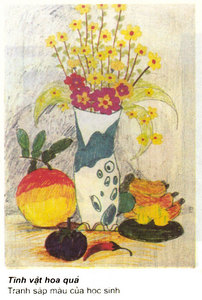 Tĩnh vật hoa quả
Tranh sáp màu của học sinh